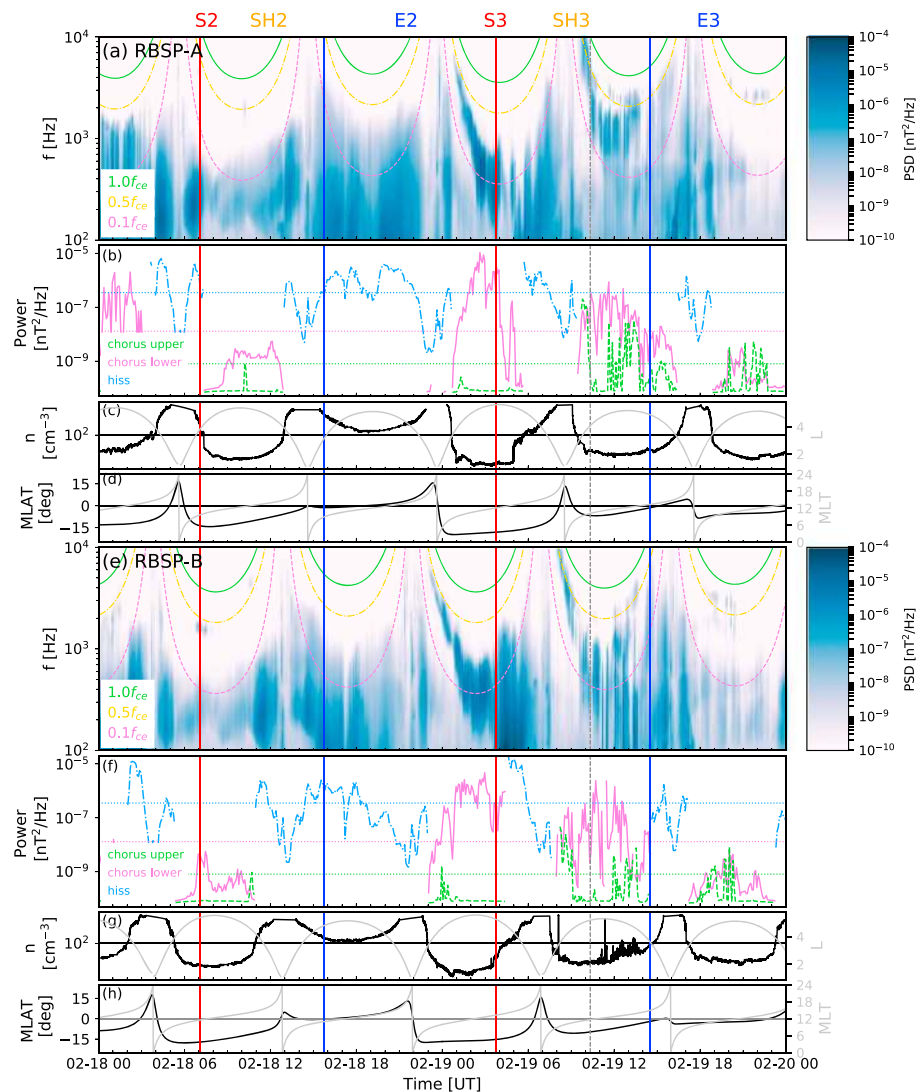 S2 SH2 E2 S3 SH3 E3
(a) RBSP-A
10⁴
10³
10²
f [Hz]
1.0fce
0.5fce
0.1fce
10⁻⁴
10⁻⁵
10⁻⁶
10⁻⁷
10⁻⁸
10⁻⁹
10⁻¹⁰
PSD [nT²/Hz]
(b)
10⁻⁵
10⁻⁷
10⁻⁹
Power
[nT²/Hz]
chorus upper
chorus lower
hiss
(c)
n
[cm⁻³]
10²
4
2
L
(d)
MLAT
[deg]
15
0
−15
24
18
12
6
0
MLT
(e) RBSP-B
10⁴
10³
10²
f [Hz]
1.0fce
0.5fce
0.1fce
10⁻⁴
10⁻⁵
10⁻⁶
10⁻⁷
10⁻⁸
10⁻⁹
10⁻¹⁰
PSD [nT²/Hz]
(f)
10⁻⁵
10⁻⁷
10⁻⁹
Power
[nT²/Hz]
chorus upper
chorus lower
hiss
(g)
n
[cm⁻³]
10²
4
2
L
(h)
MLAT
[deg]
15
0
−15
24
18
12
6
0
MLT
02-18 00 02-18 06 02-18 12 02-18 18 02-19 00 02-19 06 02-19 12 02-19 18 02-20 00
Time [UT]